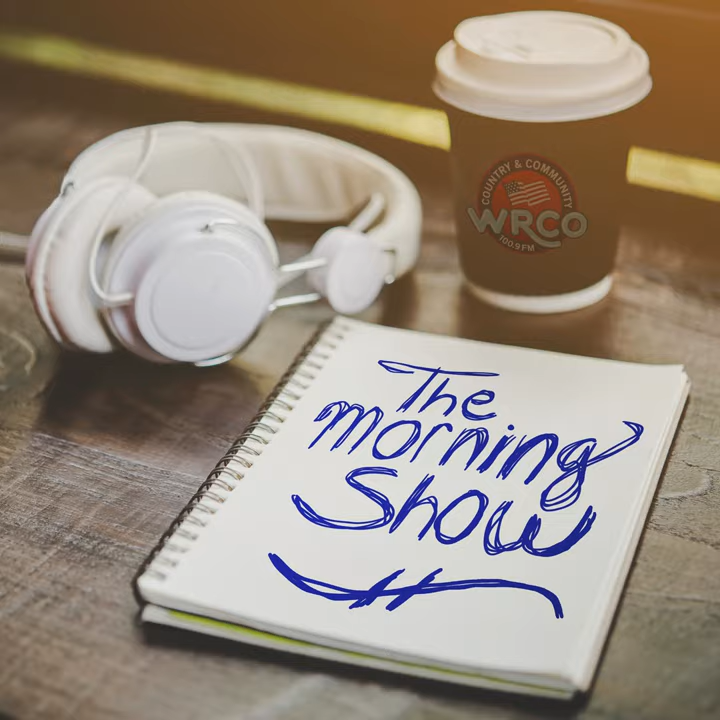 COUNTRY & COMMUNITY
WRCO
100.9 FM
The
morning
Show